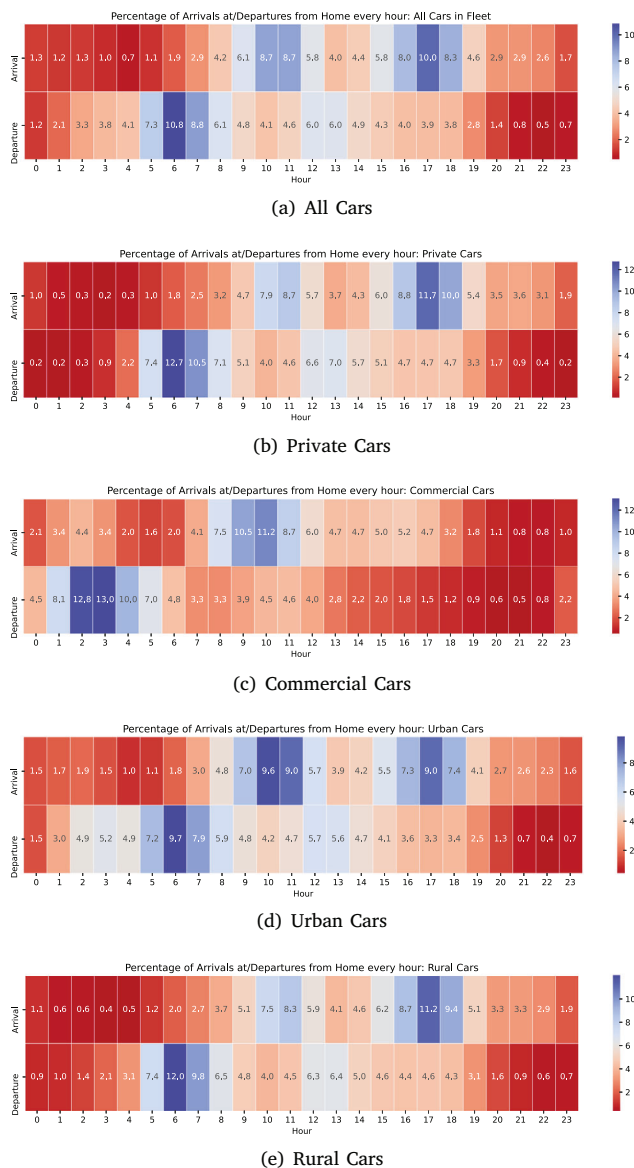 Percentage of Arrivals at/Departures from Home every hour: All Cars in Fleet
Arrival
1.3 1.2 1.3 1.0 0.7 1.1 1.9 2.9 4.2 6.1 8.7 8.7 5.8 4.0 4.4 5.8 8.0 10.0 8.3 4.6 2.9 2.9 2.6 1.7
Departure
1.2 2.1 3.3 3.8 4.1 7.3 10.8 8.8 6.1 4.8 4.1 4.6 6.0 6.0 4.9 4.3 4.0 3.9 3.8 2.8 1.4 0.8 0.5 0.7
0 1 2 3 4 5 6 7 8 9 10 11 12 13 14 15 16 17 18 19 20 21 22 23
Hour
10
8
6
4
2
(a) All Cars
Percentage of Arrivals at/Departures from Home every hour: Private Cars
Arrival
1.0 0.5 0.3 0.2 0.3 1.0 1.8 2.5 3.2 4.7 7.9 8.7 5.7 3.7 4.3 6.0 8.8 11.7 10.0 5.4 3.5 3.6 3.1 1.9
Departure
0.2 0.2 0.3 0.9 2.2 7.4 12.7 10.5 7.1 5.1 4.0 4.6 6.6 7.0 5.7 5.1 4.7 4.7 4.7 3.3 1.7 0.9 0.4 0.2
0 1 2 3 4 5 6 7 8 9 10 11 12 13 14 15 16 17 18 19 20 21 22 23
Hour
12
10
8
6
4
2
(b) Private Cars
Percentage of Arrivals at/Departures from Home every hour: Commercial Cars
Arrival
2.1 3.4 4.4 3.4 2.0 1.6 2.0 4.1 7.5 10.5 11.2 8.7 6.0 4.7 4.7 5.0 5.2 4.7 3.2 1.8 1.1 0.8 0.8 1.0
Departure
4.5 8.1 12.8 13.0 10.0 7.0 4.8 3.3 3.3 3.9 4.5 4.6 4.0 2.8 2.2 2.0 1.8 1.5 1.2 0.9 0.6 0.5 0.8 2.2
0 1 2 3 4 5 6 7 8 9 10 11 12 13 14 15 16 17 18 19 20 21 22 23
Hour
12
10
8
6
4
2
(c) Commercial Cars
Percentage of Arrivals at/Departures from Home every hour: Urban Cars
Arrival
1.5 1.7 1.9 1.5 1.0 1.1 1.8 3.0 4.8 7.0 9.6 9.0 5.7 3.9 4.2 5.5 7.3 9.0 7.4 4.1 2.7 2.6 2.3 1.6
Departure
1.5 3.0 4.9 5.2 4.9 7.2 9.7 7.9 5.9 4.8 4.2 4.7 5.7 5.6 4.7 4.1 3.6 3.3 3.4 2.5 1.3 0.7 0.4 0.7
0 1 2 3 4 5 6 7 8 9 10 11 12 13 14 15 16 17 18 19 20 21 22 23
Hour
8
6
4
2
(d) Urban Cars
Percentage of Arrivals at/Departures from Home every hour: Rural Cars
Arrival
1.1 0.6 0.6 0.4 0.5 1.2 2.0 2.7 3.7 5.1 7.5 8.3 5.9 4.1 4.6 6.2 8.7 11.2 9.4 5.1 3.3 3.3 2.9 1.9
Departure
0.9 1.0 1.4 2.1 3.1 7.4 12.0 9.8 6.5 4.8 4.0 4.5 6.3 6.4 5.0 4.6 4.4 4.4 4.3 3.1 1.6 0.9 0.6 0.7
0 1 2 3 4 5 6 7 8 9 10 11 12 13 14 15 16 17 18 19 20 21 22 23
Hour
10
8
6
4
2
(e) Rural Cars